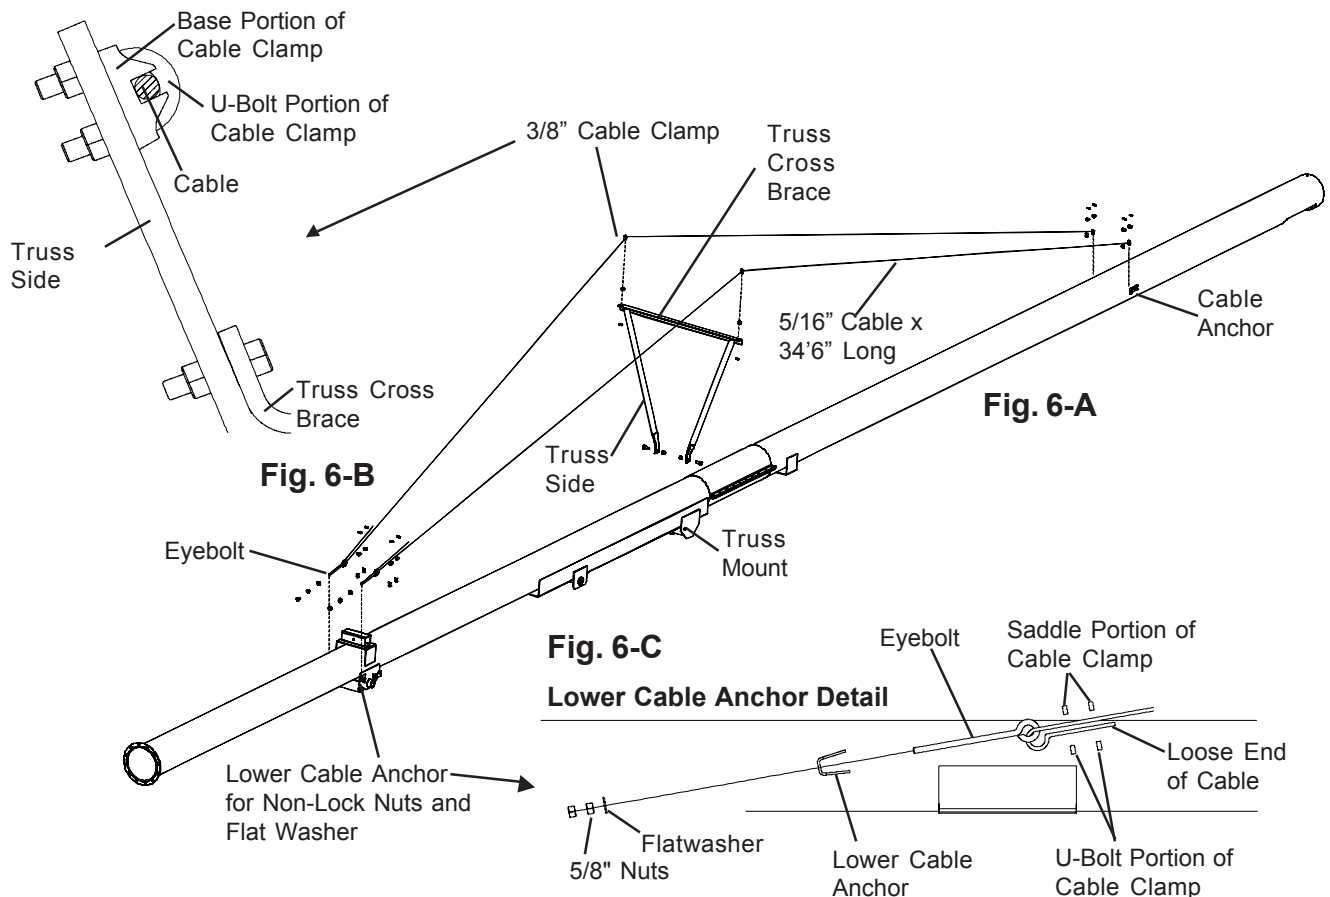 Base Portion of
Cable Clamp
U-Bolt Portion of
Cable Clamp
Cable
Truss
Side
Truss Cross
Brace
Fig. 6-B
3/8” Cable Clamp
Truss
Cross
Brace
5/16” Cable x
34’6” Long
Cable
Anchor
Fig. 6-A
Truss
Side
Truss
Mount
Eyebolt
Lower Cable Anchor
for Non-Lock Nuts and
Flat Washer
Fig. 6-C
Lower Cable Anchor Detail
Eyebolt
Saddle Portion of
Cable Clamp
Loose End
of Cable
Flatwasher
5/8" Nuts
Lower Cable
Anchor
U-Bolt Portion of
Cable Clamp